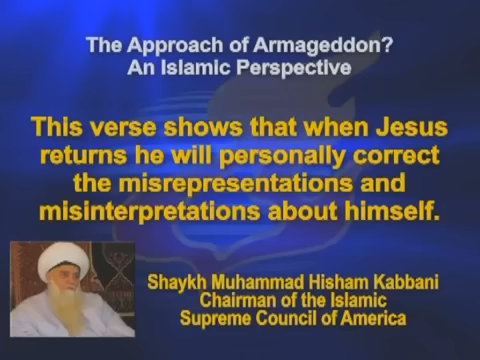 The Approach of Armageddon?
An Islamic Perspective
This verse shows that when Jesus
returns he will personally correct
the misrepresentations and
misinterpretations about himself.
Shaykh Muhammad Hisham Kabbani
Chairman of the Islamic
Supreme Council of America